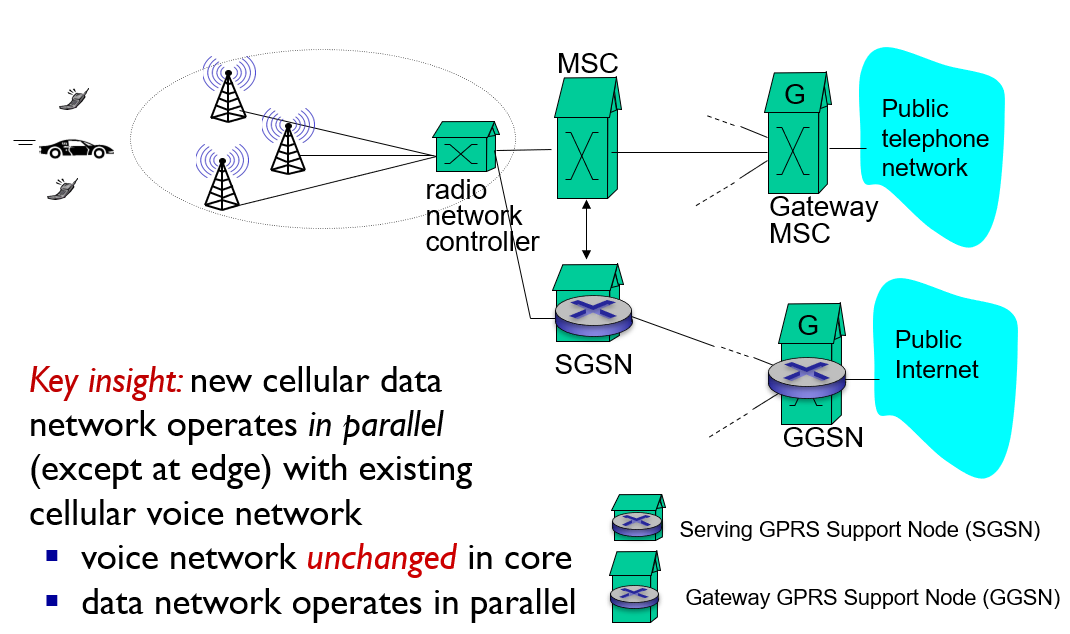 MSC
G
Public
telephone
network
radio
network
controller
Gateway
MSC
SGSN
G
Public
Internet
GGSN
Key insight: new cellular data
network operates in parallel
(except at edge) with existing
cellular voice network
voice network unchanged in core
data network operates in parallel
Serving GPRS Support Node (SGSN)
Gateway GPRS Support Node (GGSN)